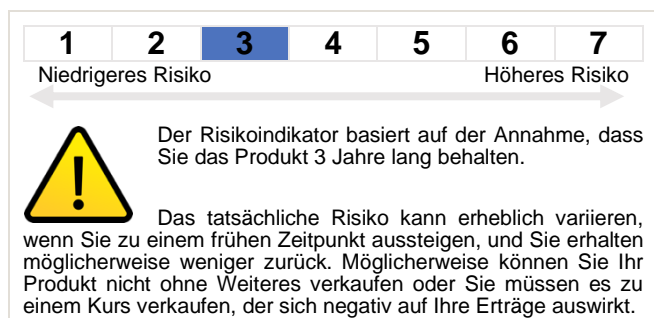 1 2 3 4 5 6 7
Niedrigeres Risiko Höheres Risiko
!
Der Risikoindikator basiert auf der Annahme, dass
Sie das Produkt 3 Jahre lang behalten.
Das tatsächliche Risiko kann erheblich variieren,
wenn Sie zu einem frühen Zeitpunkt aussteigen, und Sie erhalten
möglicherweise weniger zurück. Möglicherweise können Sie Ihr
Produkt nicht ohne Weiteres verkaufen oder Sie müssen es zu
einem Kurs verkaufen, der sich negativ auf Ihre Erträge auswirkt.